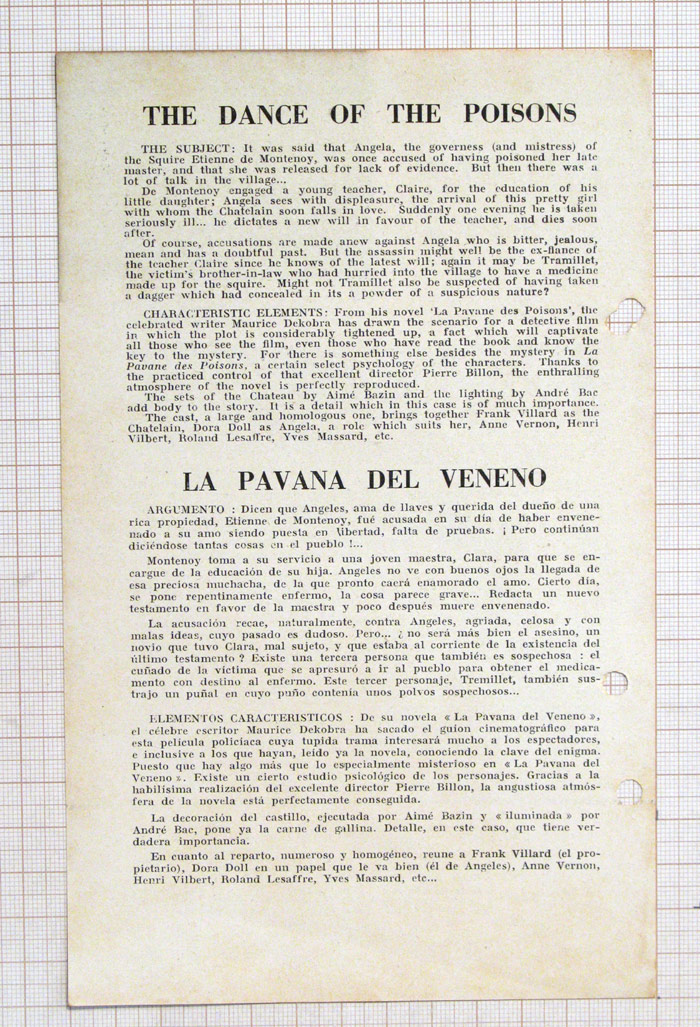 THE DANCE OF THE POISONS
THE SUBJECT: It was said that Angela, the governess (and mistress) of
the Squire Etienne de Montenoy, was once accused of having poisoned her late
master, and that she was released for lack of evidence. But then there was a
lot of talk in the village...
De Montenoy engaged a young teacher, Claire, for the education of his
little daughter; Angela sees with displeasure, the arrival of this pretty girl
with whom the Chatelain soon falls in love. Suddenly one evening he is taken
seriously ill... he dictates a new will in favour of the teacher, and dies soon
after.
Of course, accusations are made anew against Angela who is bitter, jealous,
mean and has a doubtful past. But the assassin might well be the ex-fiance of
the teacher Claire since he knows of the latest will; again it may be Tramillet,
the victim's brother-in-law who had hurried into the village to have a medicine
made up for the squire. Might not Tramillet also be suspected of having taken
a dagger which had concealed in its a powder of a suspicious nature?
CHARACTERISTIC ELEMENTS: From his novel 'La Pavane des Poisons', the
celebrated writer Maurice Dekobra has drawn the scenario for a detective film
in which the plot is considerably tightened up, a fact which will captivate
all those who see the film, even those who have read the book and know the
key to the mystery. For there is something else besides the mystery in La
Pavane des Poisons, a certain select psychology of the characters. Thanks to
the practiced control of that excellent director Pierre Billon, the enthralling
atmosphere of the novel is perfectly reproduced.
The sets of the Chateau by Aimé Bazin and the lighting by André Bac
add body to the story. It is a detail which in this case is of much importance.
The cast, a large and homologous one, brings together Frank Villard as the
Chatelain, Dora Doll as Angela, a role which suits her, Anne Vernon, Henri
Vilbert, Roland Lesaffre, Yves Massard, etc.
LA PAVANA DEL VENENO
ARGUMENTO : Dicen que Angeles, ama de llaves y querida del dueño de una
rica propiedad, Etienne de Montenoy, fué acusada en su día de haber envene-
nado a su amo siendo puesta en libertad, falta de pruebas. ¡ Pero continúan
diciéndose tantas cosas en el pueblo !...
Montenoy toma a su servicio a una joven maestra, Clara, para que se en-
cargue de la educación de su hija. Angeles no ve con buenos ojos la llegada de
esa preciosa muchacha, de la que pronto caerá enamorado el amo. Cierto día,
se pone repentinamente enfermo, la cosa parece grave... Redacta un nuevo
testamento en favor de la maestra y poco después muere envenenado.
La acusación recae, naturalmente, contra Angeles, agriada, celosa y con
malas ideas, cuyo pasado es dudoso. Pero... ¿ no será más bien el asesino, un
novio que tuvo Clara, mal sujeto, y que estaba al corriente de la existencia del
último testamento ? Existe una tercera persona que también es sospechosa : el
cuñado de la víctima que se apresuró a ir al pueblo para obtener el medica-
mento con destino al enfermo. Este tercer personaje, Tremillet, también sus-
trajo un puñal en cuyo puño contenía unos polvos sospechosos...
ELEMENTOS CARACTERISTICOS : De su novela « La Pavana del Veneno »,
el célebre escritor Maurice Dekobra ha sacado el guíon cinematográfico para
esta película policiaca cuya tupida trama interesará mucho a los espectadores,
e inclusive a los que hayan, leído ya la novela, conociendo la clave del enigma.
Puesto que hay algo más que lo especialmente misterioso en « La Pavana del
Veneno ». Existe un cierto estudio psicológico de los personajes. Gracias a la
habilísima realización del excelente director Pierre Billon, la angustiosa atmós-
fera de la novela está perfectamente conseguida.
La decoración del castillo, ejecutada por Aimé Bazin y « iluminada » por
André Bac, pone ya la carne de gallina. Detalle, en este caso, que tiene ver-
dadera importancia.
En cuanto al reparto, numeroso y homogéneo, reune a Frank Villard (el pro-
pietario), Dora Doll en un papel que le va bien (él de Angeles), Anne Vernon,
Henri Vilbert, Roland Lesaffre, Yves Massard, etc...